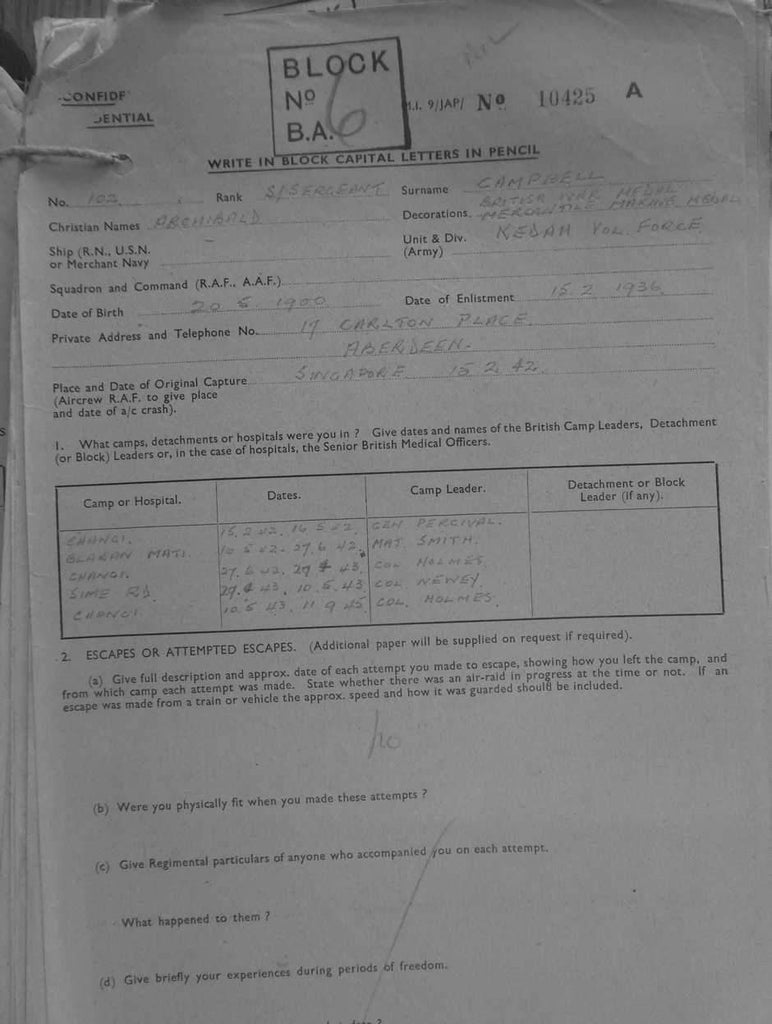 CONFIDENTIAL
BLOCK
No 6
B.A.
M.I. 9/JAP/ No 10425 A
WRITE IN BLOCK CAPITAL LETTERS IN PENCIL
No. 102 Rank S/SERGEANT Surname CAMPBELL
Christian Names ARCHIBALD Decorations. BRITISH WAR MEDAL
MERCANTILE MARINE MEDAL
Ship (R.N., U.S.N. or Merchant Navy – Unit & Div. (Army) KEDAH VOL. FORCE
Squadron and Command (R.A.F., A.A.F.)
Date of Birth 20 5 1900 Date of Enlistment 15 2 1936
Private Address and Telephone No. 17 CARLTON PLACE
ABERDEEN.
Place and Date of Original Capture SINGAPORE 15 2 42.
(Aircrew R.A.F. to give place
and date of a/c crash).
1. What camps, detachments or hospitals were you in ? Give dates and names of the British Camp Leaders, Detachment
(or Block) Leaders or, in the case of hospitals, the Senior British Medical Officers.
Camp or Hospital. Dates. Camp Leader. Detachment or Block Leader (if any).
CHANGI. 15.2.42. 16 5 42. GEN PERCIVAL.
BLAKAN MATI. 16 5 42. 27.6 42. MAJ SMITH.
CHANGI. 27.6 42. 29 4 43. COL HOLMES
SIME RD. 29.4 43. 10.5.43. COL NEWEY.
CHANGI. 10.5 43. 11 9 45. COL. HOLMES.
2. ESCAPES OR ATTEMPTED ESCAPES. (Additional paper will be supplied on request if required).
(a) Give full description and approx. date of each attempt you made to escape, showing how you left the camp, and
from which camp each attempt was made. State whether there was an air-raid in progress at the time or not. If an
escape was made from a train or vehicle the approx. speed and how it was guarded should be included.
No
(b) Were you physically fit when you made these attempts ?
(c) Give Regimental particulars of anyone who accompanied you on each attempt.
What happened to them ?
(d) Give briefly your experiences during periods of freedom.